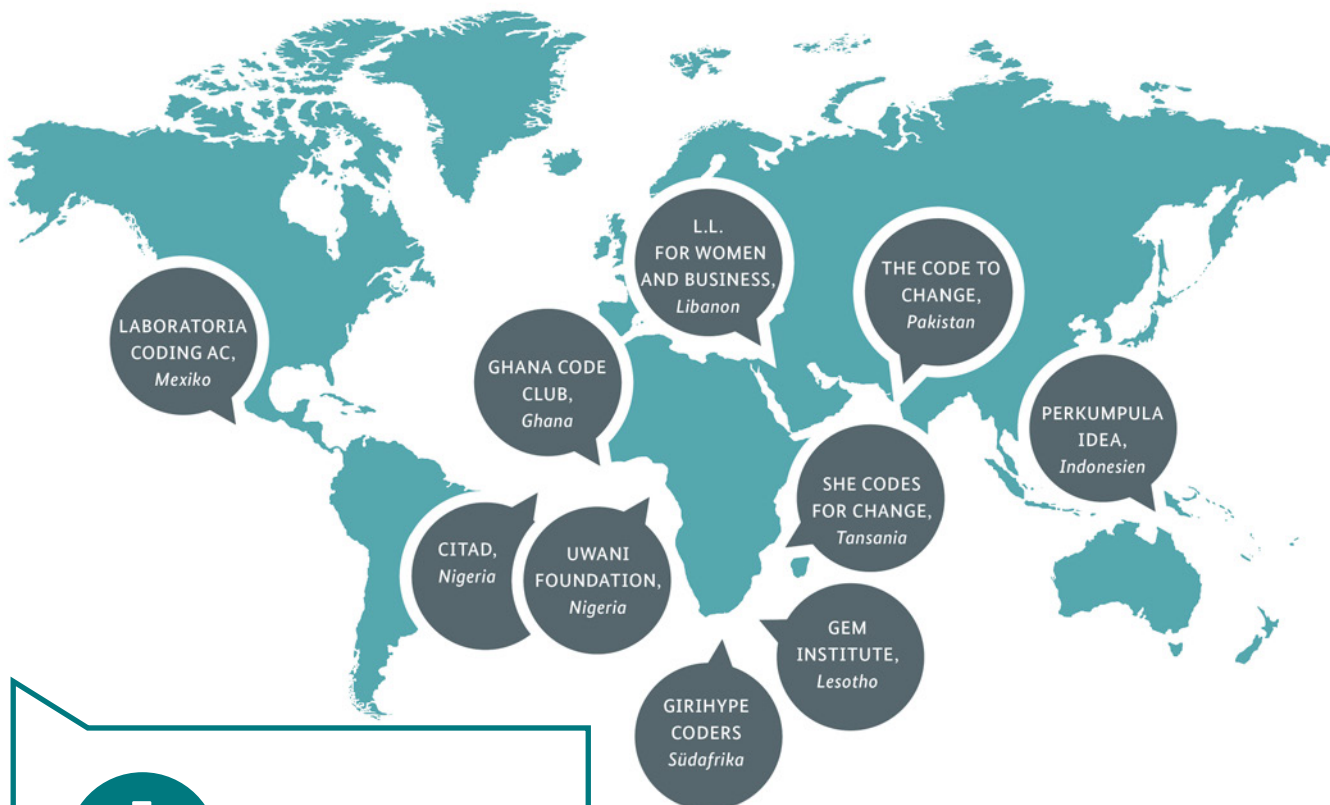 L.L.
FOR WOMEN
AND BUSINESS,
Libanon
THE CODE TO
CHANGE,
Pakistan
LABORATORIA
CODING AC,
Mexiko
GHANA CODE
CLUB,
Ghana
PERKUMPULA
IDEA,
Indonesien
SHE CODES
FOR CHANGE,
Tansania
CITAD,
Nigeria
UWANI
FOUNDATION,
Nigeria
GEM
INSTITUTE,
Lesotho
GIRIHYPE
CODERS
Südafrika